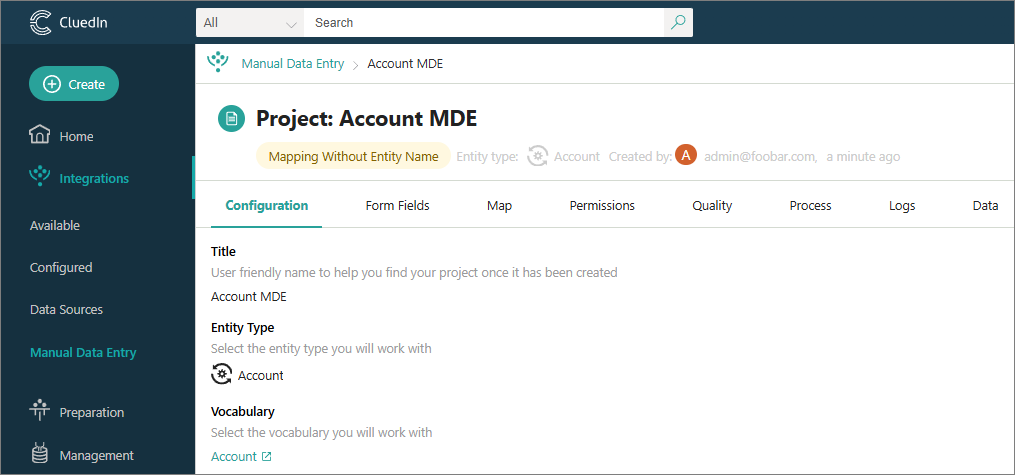 CluedIn
All
Search
Create
Home
Integrations
Available
Configured
Data Sources
Manual Data Entry
Preparation
Management
Manual Data Entry > Account MDE
Project: Account MDE
Mapping Without Entity Name Entity type: Account Created by: A admin@foobar.com, a minute ago
Configuration Form Fields Map Permissions Quality Process Logs Data
Title
User friendly name to help you find your project once it has been created
Account MDE
Entity Type
Select the entity type you will work with
Account
Vocabulary
Select the vocabulary you will work with
Account